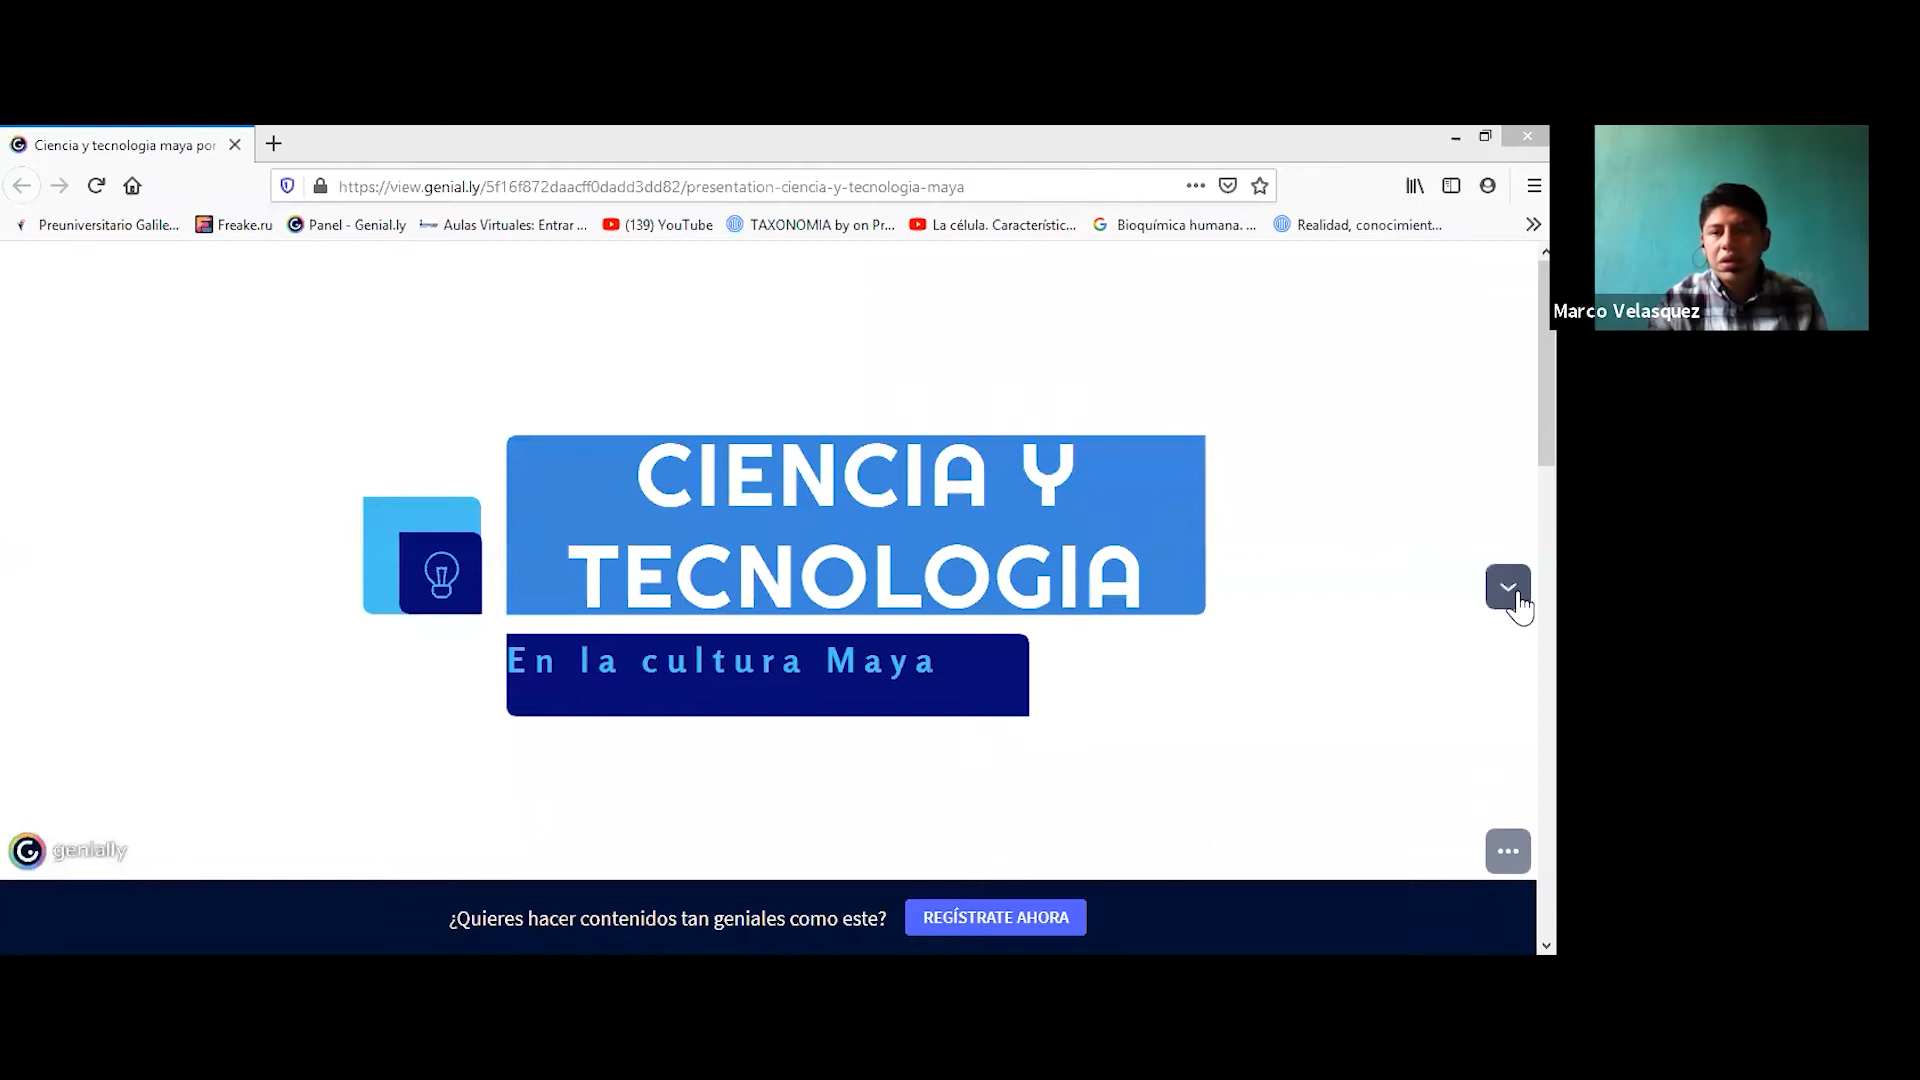 Ciencia y tecnologia maya por
https://view.genial.ly/5f16f872daacff0dadd3dd82/presentation-ciencia-y-tecnologia-maya
Preuniversitario Galile... Freake.ru Panel - Genial.ly Aulas Virtuales: Entrar ... (139) YouTube TAXONOMIA by on Pr... La célula. Característic... Bioquímica humana. ... Realidad, conocimient...
Marco Velasquez
CIENCIA Y
TECNOLOGIA
En la cultura Maya
genially
¿Quieres hacer contenidos tan geniales como este? REGÍSTRATE AHORA